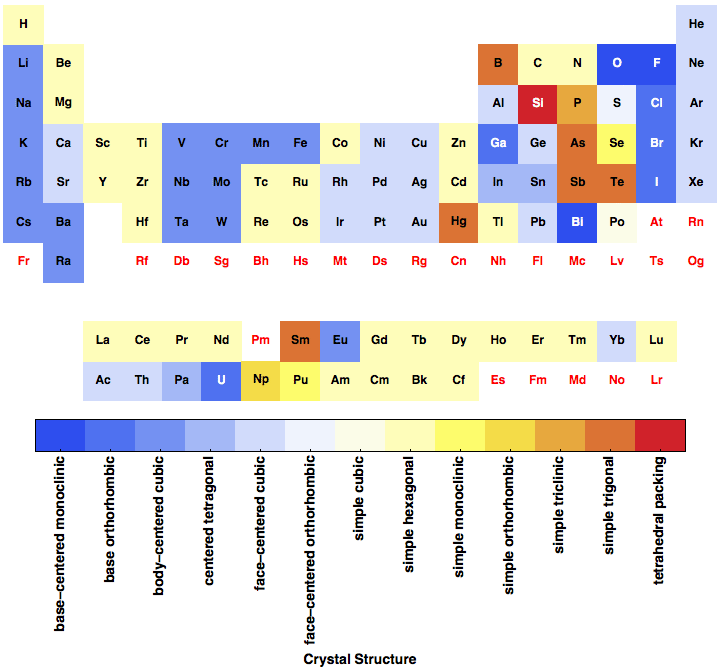 H He
Li Be B C N O F Ne
Na Mg Al Si P S Cl Ar
K Ca Sc Ti V Cr Mn Fe Co Ni Cu Zn Ga Ge As Se Br Kr
Rb Sr Y Zr Nb Mo Tc Ru Rh Pd Ag Cd In Sn Sb Te I Xe
Cs Ba Hf Ta W Re Os Ir Pt Au Hg Tl Pb Bi Po At Rn
Fr Ra Rf Db Sg Bh Hs Mt Ds Rg Cn Nh Fl Mc Lv Ts Og
La Ce Pr Nd Pm Sm Eu Gd Tb Dy Ho Er Tm Yb Lu
Ac Th Pa U Np Pu Am Cm Bk Cf Es Fm Md No Lr
base-centered monoclinic
base orthorhombic
body-centered cubic
centered tetragonal
face-centered cubic
face-centered orthorhombic
simple cubic
simple hexagonal
simple monoclinic
simple orthorhombic
simple triclinic
simple trigonal
tetrahedral packing
Crystal Structure